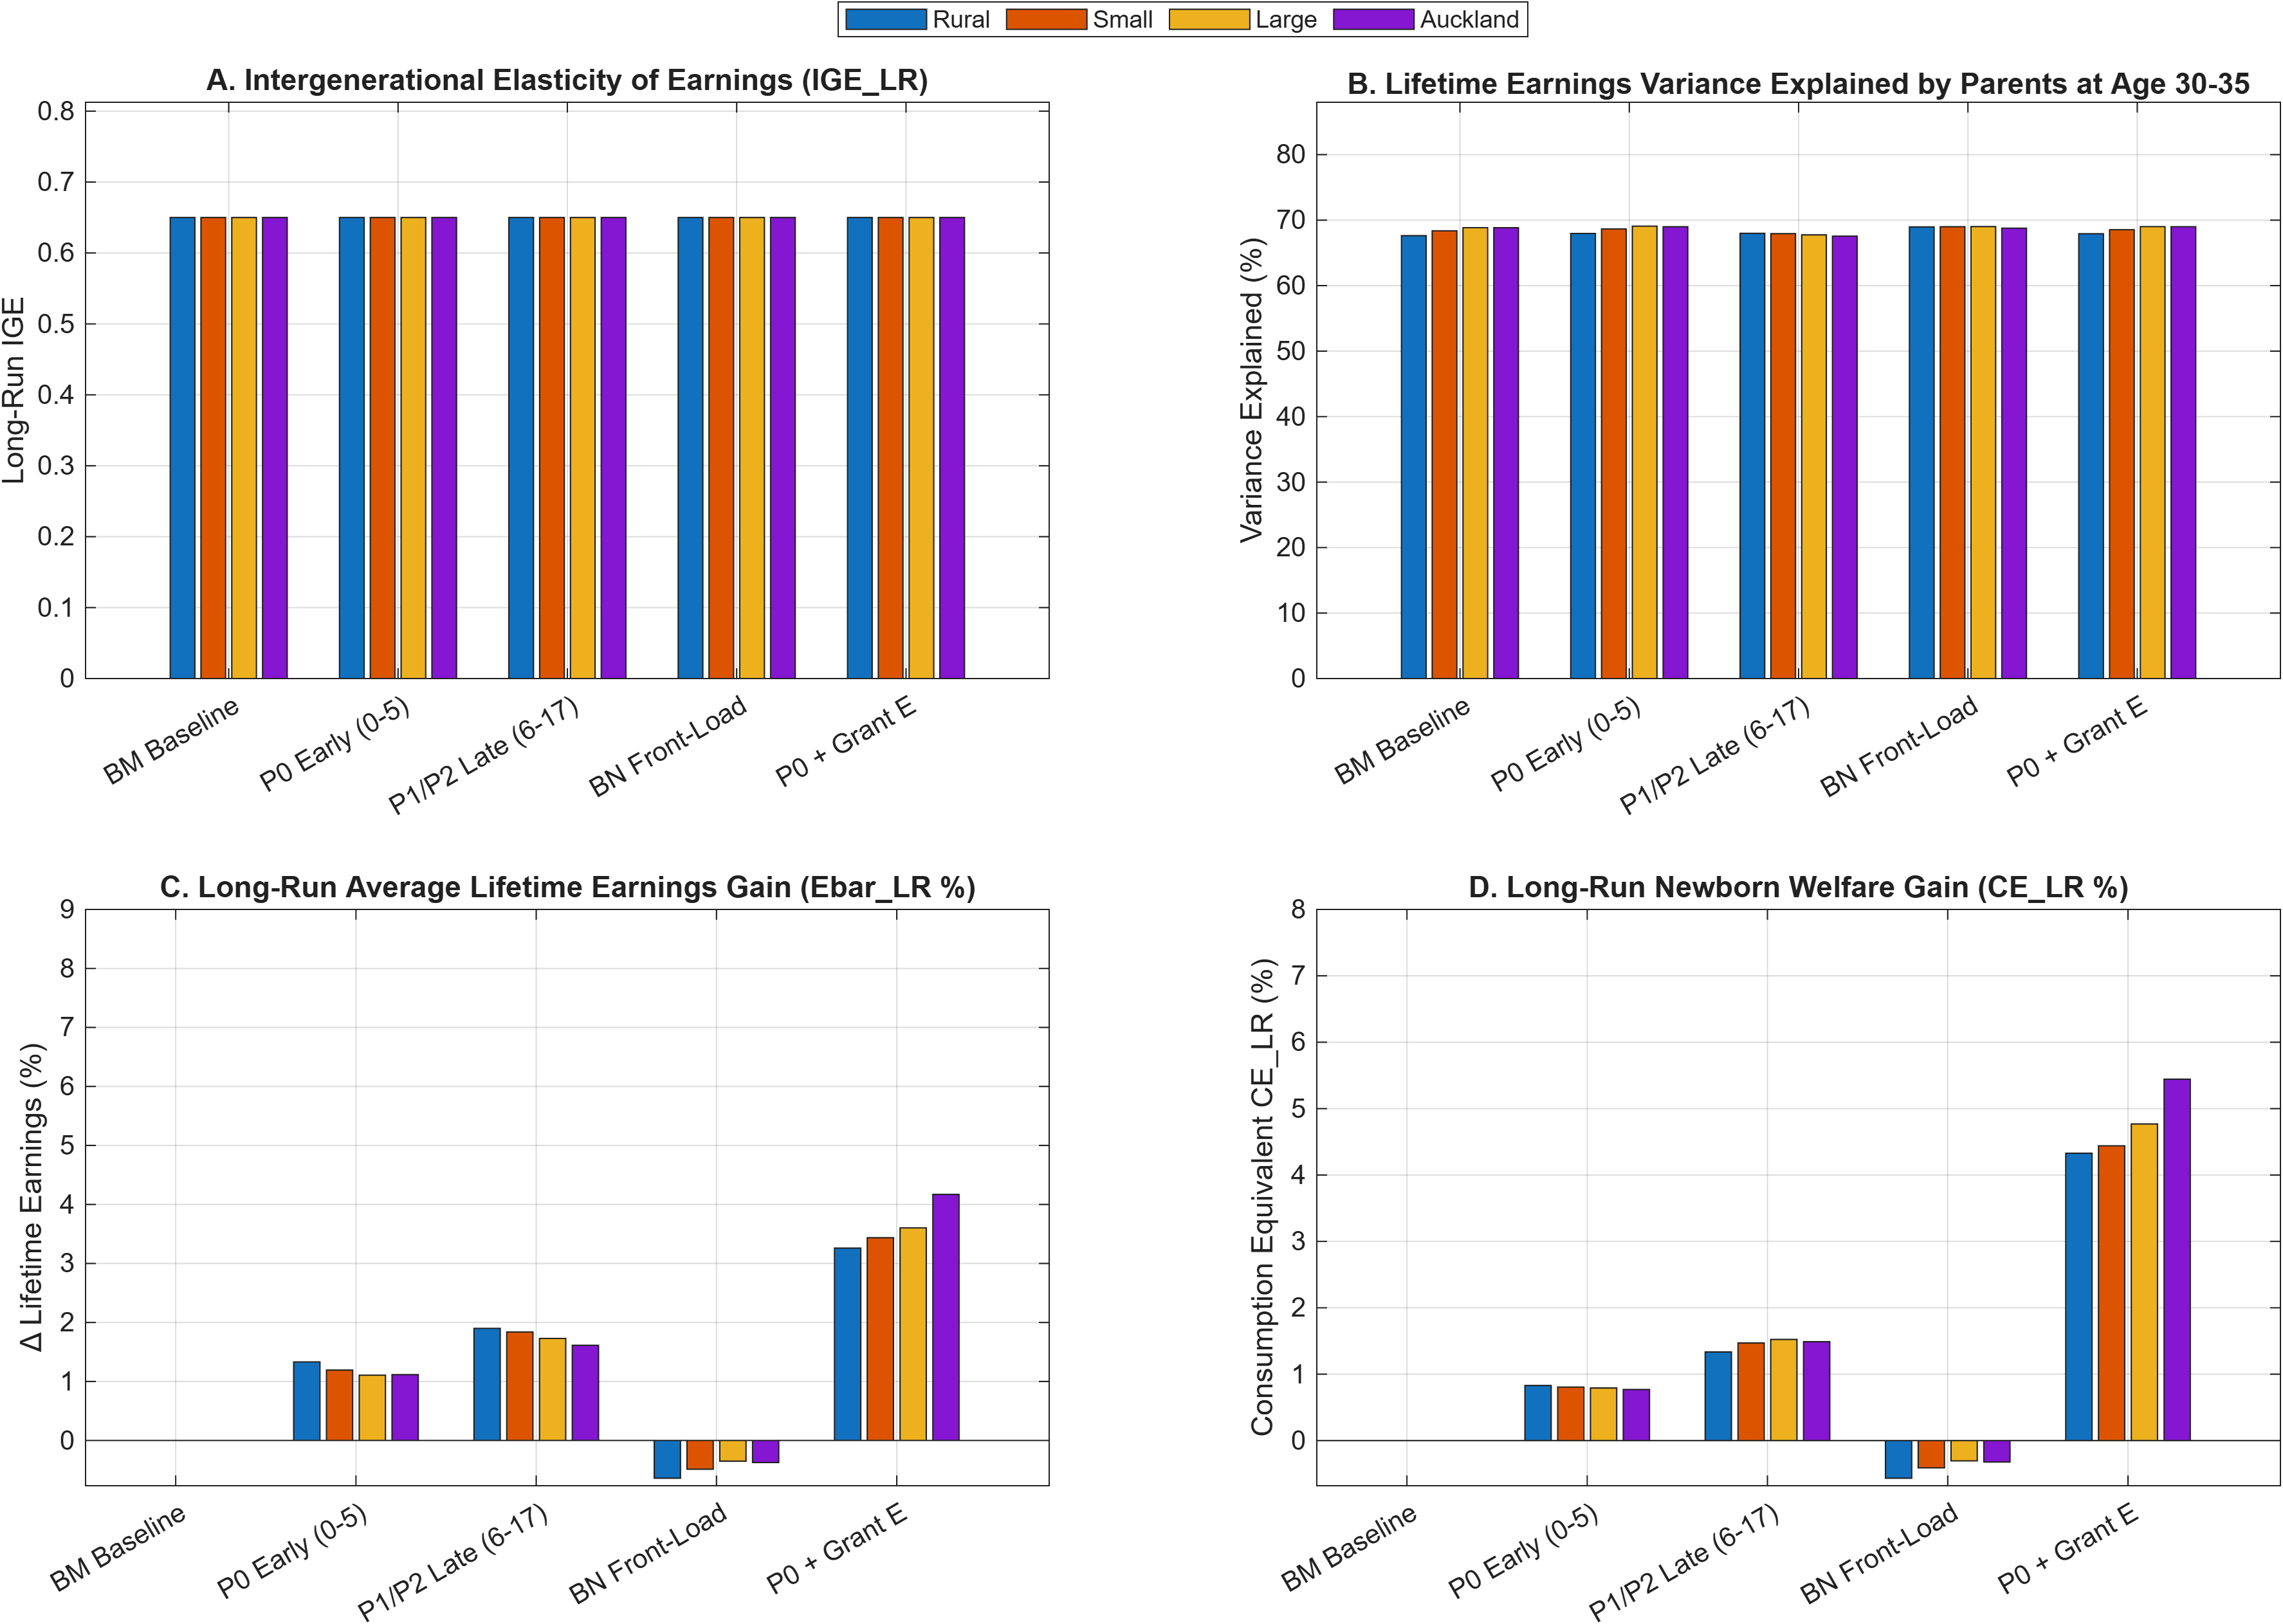 Rural Small Large Auckland
A. Intergenerational Elasticity of Earnings (IGE_LR)
Long-Run IGE
0.8
0.7
0.6
0.5
0.4
0.3
0.2
0.1
0
BM Baseline
P0 Early (0-5)
P1/P2 Late (6-17)
BN Front-Load
P0 + Grant E
B. Lifetime Earnings Variance Explained by Parents at Age 30-35
Variance Explained (%)
80
70
60
50
40
30
20
10
0
BM Baseline
P0 Early (0-5)
P1/P2 Late (6-17)
BN Front-Load
P0 + Grant E
C. Long-Run Average Lifetime Earnings Gain (Ebar_LR %)
Δ Lifetime Earnings (%)
9
8
7
6
5
4
3
2
1
0
BM Baseline
P0 Early (0-5)
P1/P2 Late (6-17)
BN Front-Load
P0 + Grant E
D. Long-Run Newborn Welfare Gain (CE_LR %)
Consumption Equivalent CE_LR (%)
8
7
6
5
4
3
2
1
0
BM Baseline
P0 Early (0-5)
P1/P2 Late (6-17)
BN Front-Load
P0 + Grant E